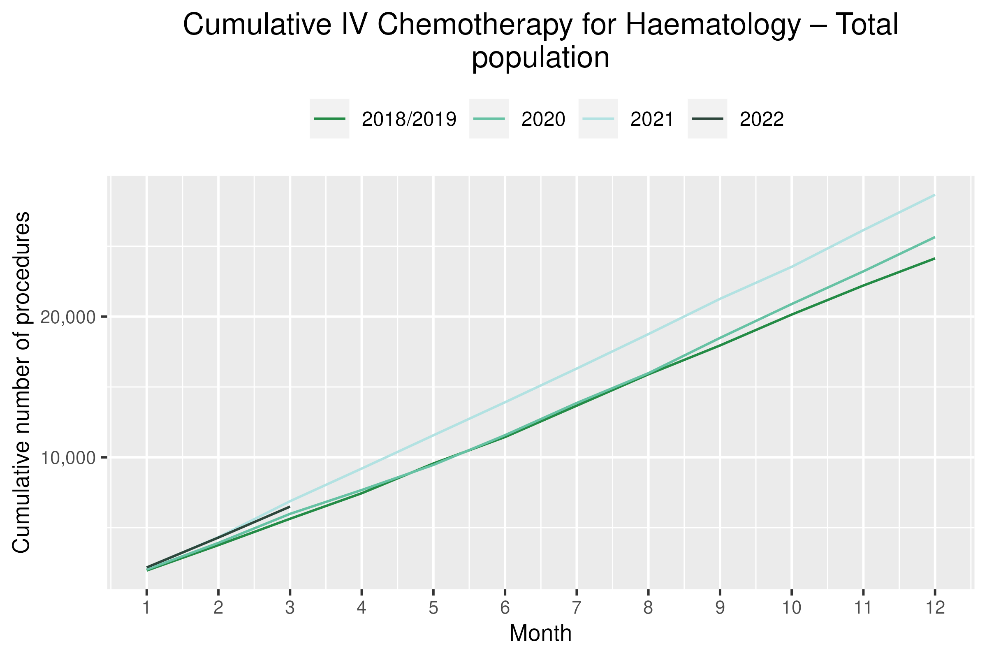 Cumulative IV Chemotherapy for Haematology – Total
population
2018/2019 2020 2021 2022
Cumulative number of procedures
20,000
10,000
1 2 3 4 5 6 7 8 9 10 11 12
Month